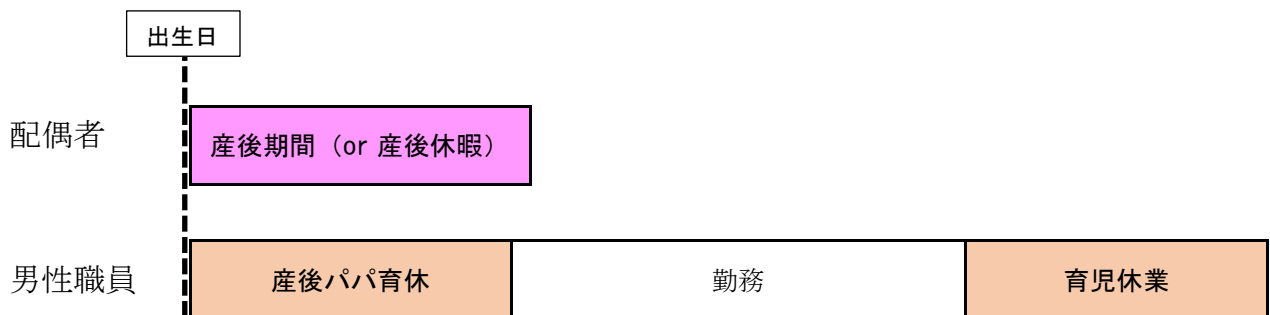 出生日
配偶者
産後期間（or 産後休暇）
男性職員
産後パパ育休
勤務
育児休業